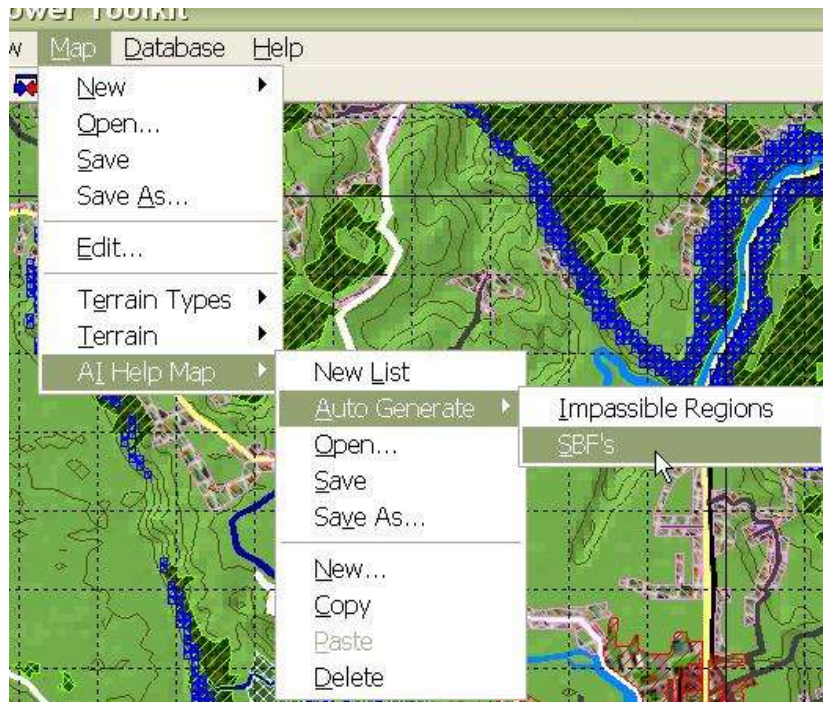 Toolkit
Map Database Help
New
Open...
Save
Save As...
Edit...
Terrain Types
Terrain
AI Help Map
New List
Auto Generate
Open...
Save
Save As...
New...
Copy
Paste
Delete
Impassible Regions
SBF's